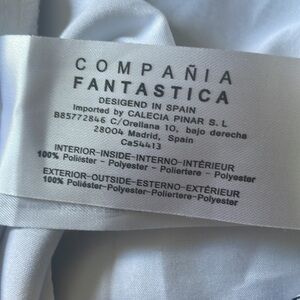 COMPAÑIA
FANTASTICA
DESIGEND IN SPAIN
Imported by CALECIA PINAR S. L
B85772846 C/Orellana 10, bajo derecha
28004 Madrid, Spain
Ca54413
INTERIOR-INSIDE-INTERNO-INTÉRIEUR
100% Poliéster - Polyester - Poliertere - Polyester
EXTERIOR-OUTSIDE-ESTERNO-EXTÉRIEUR
100% Poliéster-Polyester-Poliertere-Polyester